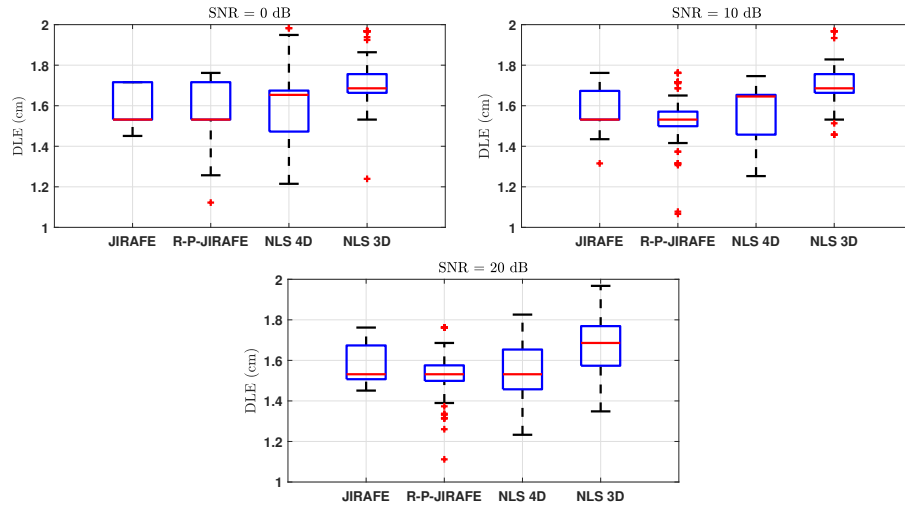 SNR = 0 dB
DLE (cm)
2
1.8
1.6
1.4
1.2
1
JIRAFE R-P-JIRAFE NLS 4D NLS 3D
SNR = 10 dB
DLE (cm)
2
1.8
1.6
1.4
1.2
1
JIRAFE R-P-JIRAFE NLS 4D NLS 3D
SNR = 20 dB
DLE (cm)
2
1.8
1.6
1.4
1.2
1
JIRAFE R-P-JIRAFE NLS 4D NLS 3D